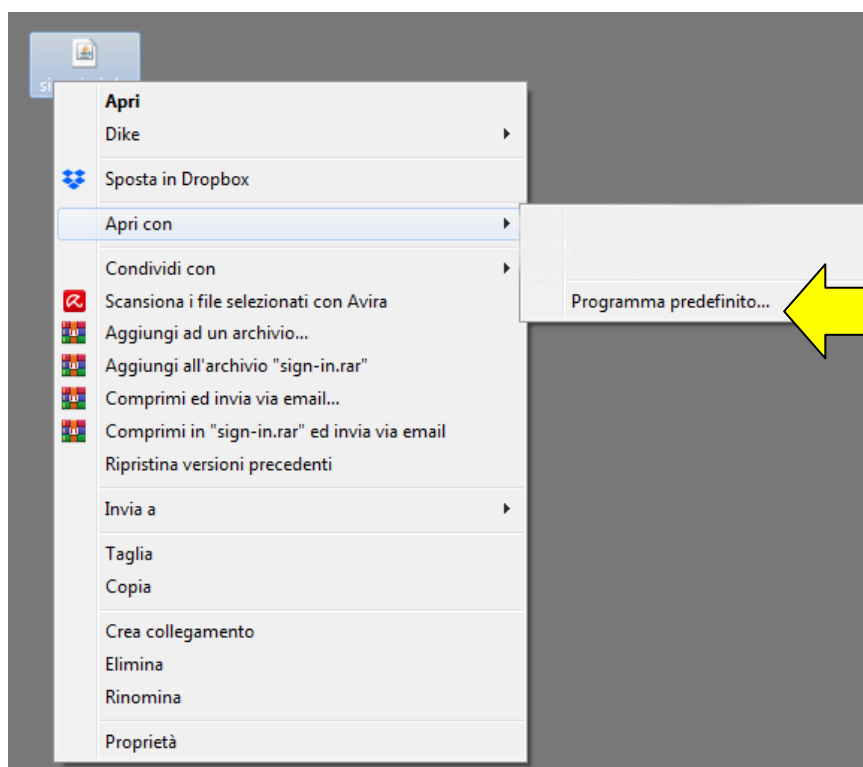 Apri
Dike
Sposta in Dropbox
Apri con
Programma predefinito...
Condividi con
Scansiona i file selezionati con Avira
Aggiungi ad un archivio...
Aggiungi all'archivio "sign-in.rar"
Comprimi ed invia via email...
Comprimi in "sign-in.rar" ed invia via email
Ripristina versioni precedenti
Invia a
Taglia
Copia
Crea collegamento
Elimina
Rinomina
Proprietà